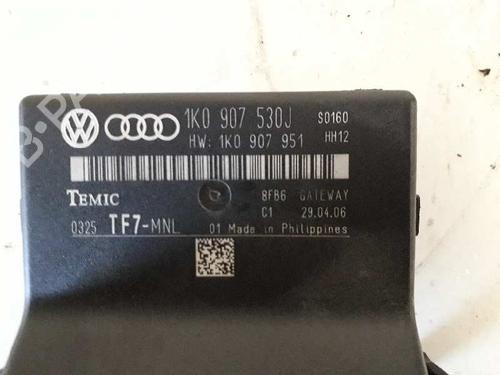 1K0 907 530J S0160
HW: 1K0 907 951 HH12
TEMIC 8FB6 GATEWAY
C1 29.04.06
0325 TF7-MNL 01 Made in Philippines